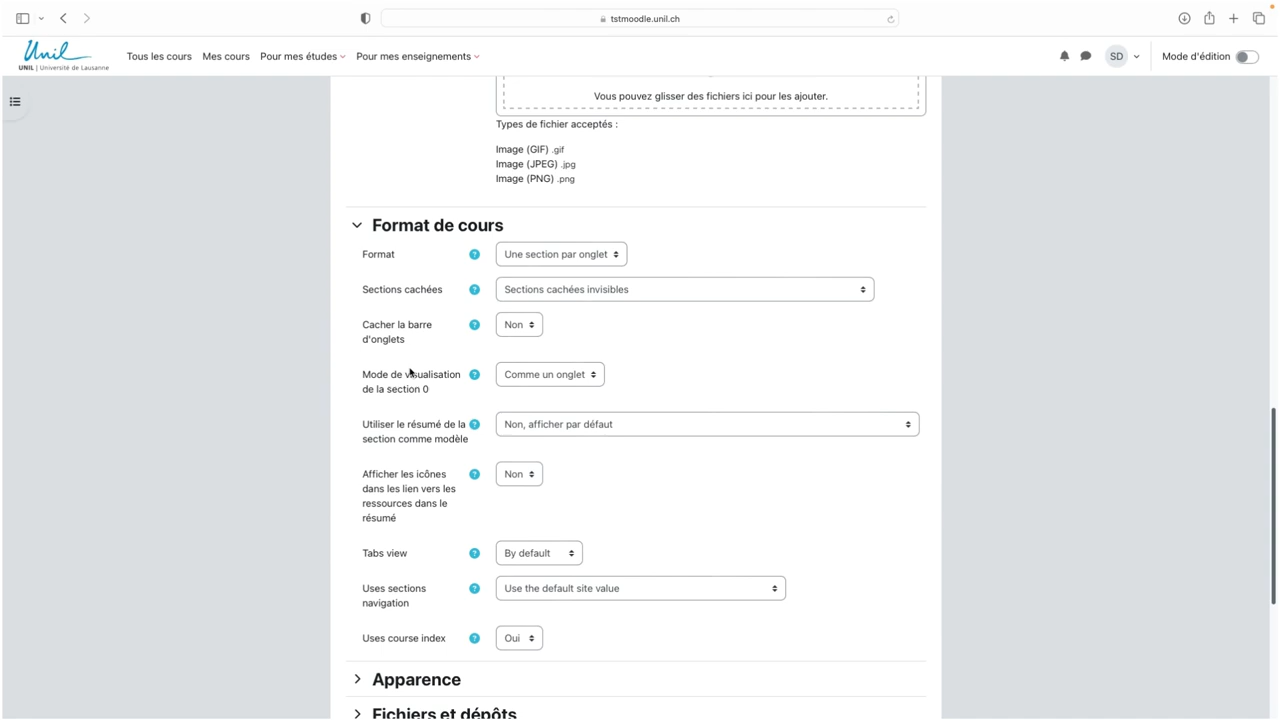 tstmoodle.unil.ch
Unil
UNIL | Université de Lausanne
Tous les cours
Mes cours
Pour mes études
Pour mes enseignements
SD
Mode d'édition
Vous pouvez glisser des fichiers ici pour les ajouter.
Types de fichier acceptés :
Image (GIF) .gif
Image (JPEG) .jpg
Image (PNG) .png
Format de cours
Format
Une section par onglet
Sections cachées
Sections cachées invisibles
Cacher la barre
d'onglets
Non
Mode de visualisation
de la section 0
Comme un onglet
Utiliser le résumé de la
section comme modèle
Non, afficher par défaut
Afficher les icônes
dans les lien vers les
ressources dans le
résumé
Non
Tabs view
By default
Uses sections
navigation
Use the default site value
Uses course index
Oui
Apparence
Fichiers et dépôts